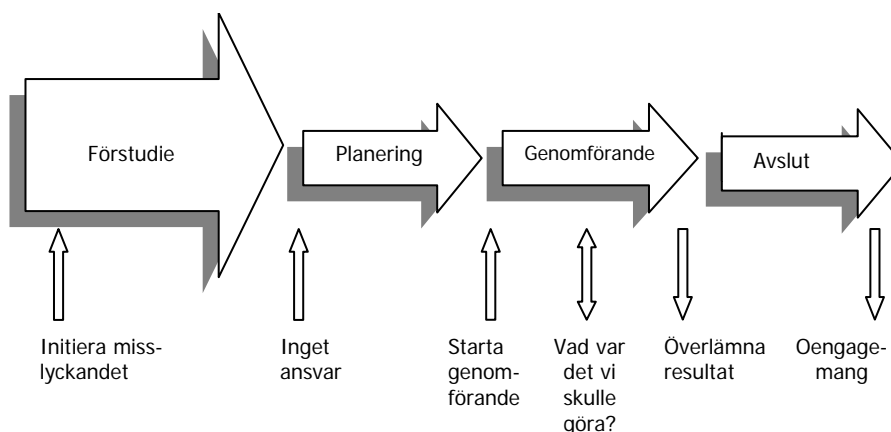 Förstudie
Planering
Genomförande
Avslut
Initiera miss-
lyckandet
Inget
ansvar
Starta
genom-
förande
Vad var
det vi
skulle
göra?
Överlämna
resultat
Oengage-
mang